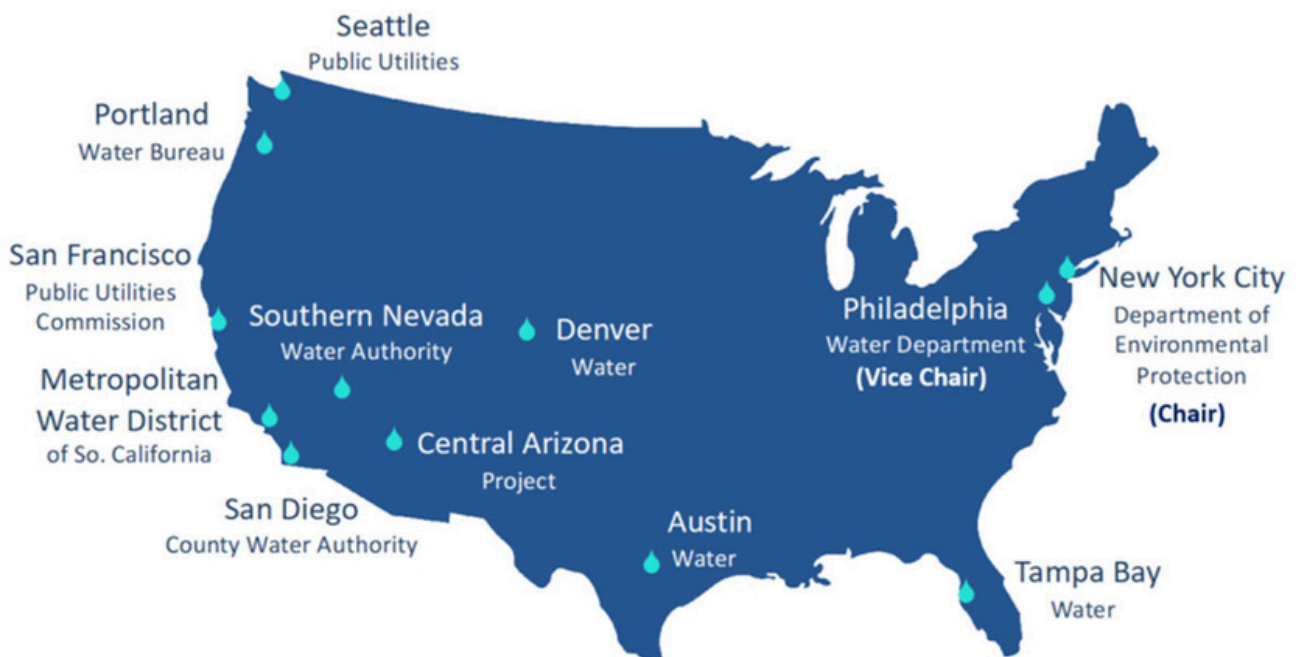 Seattle
Public Utilities
Portland
Water Bureau
San Francisco
Public Utilities
Commission
Southern Nevada
Water Authority
Denver
Water
Philadelphia
Water Department
(Vice Chair)
New York City
Department of
Environmental
Protection
(Chair)
Metropolitan
Water District
of So. California
Central Arizona
Project
San Diego
County Water Authority
Austin
Water
Tampa Bay
Water